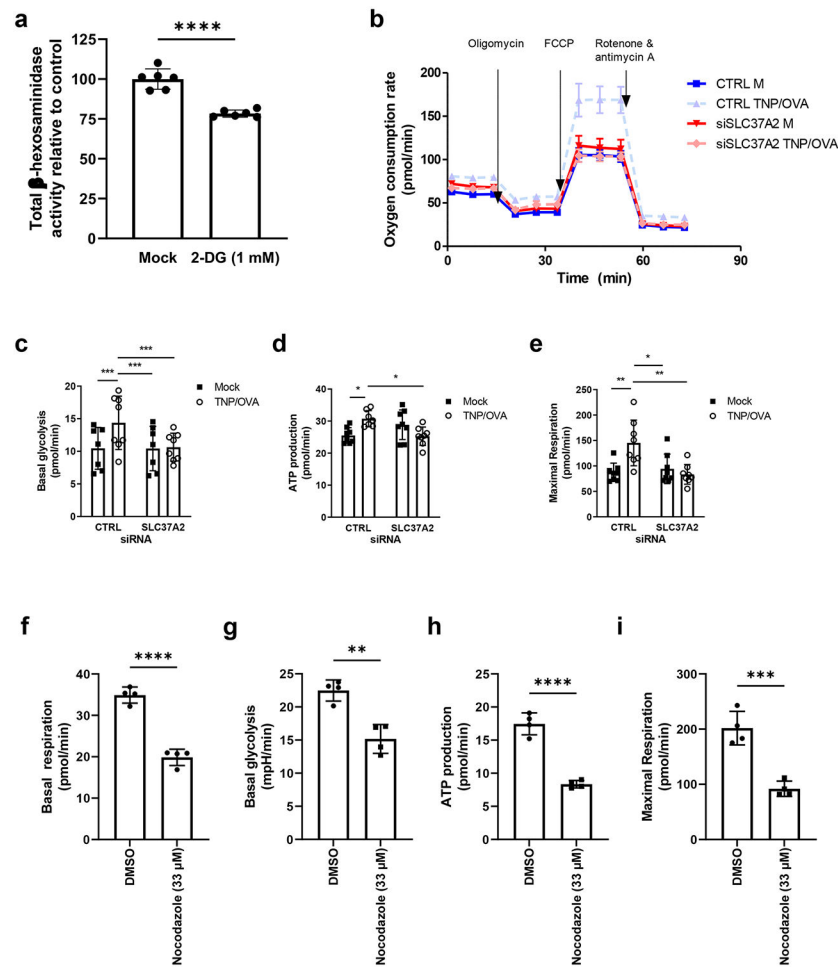 a
****
Total β-hexosaminidase
activity relative to control
125
100
75
50
25
0
Mock
2-DG (1 mM)
b
Oligomycin
FCCP
Rotenone &
antimycin A
Oxygen consumption rate
(pmol/min)
200
150
100
50
0
0
30
60
90
Time (min)
CTRL M
CTRL TNP/OVA
siSLC37A2 M
siSLC37A2 TNP/OVA
c
***
***
***
Mock
TNP/OVA
Basal glycolysis
(pmol/min)
20
15
10
5
0
CTRL
SLC37A2
siRNA
d
*
*
Mock
TNP/OVA
ATP production
(pmol/min)
40
30
20
10
0
CTRL
SLC37A2
siRNA
e
*
**
**
Mock
TNP/OVA
Maximal Respiration
(pmol/min)
250
200
150
100
50
0
CTRL
SLC37A2
siRNA
f
****
Basal respiration
(pmol/min)
40
30
20
10
0
DMSO
Nocodazole (33 µM)
g
**
Basal glycolysis
(mpH/min)
25
20
15
10
5
0
DMSO
Nocodazole (33 µM)
h
****
ATP production
(pmol/min)
25
20
15
10
5
0
DMSO
Nocodazole (33 µM)
i
***
Maximal Respiration
(pmol/min)
300
200
100
0
DMSO
Nocodazole (33 µM)